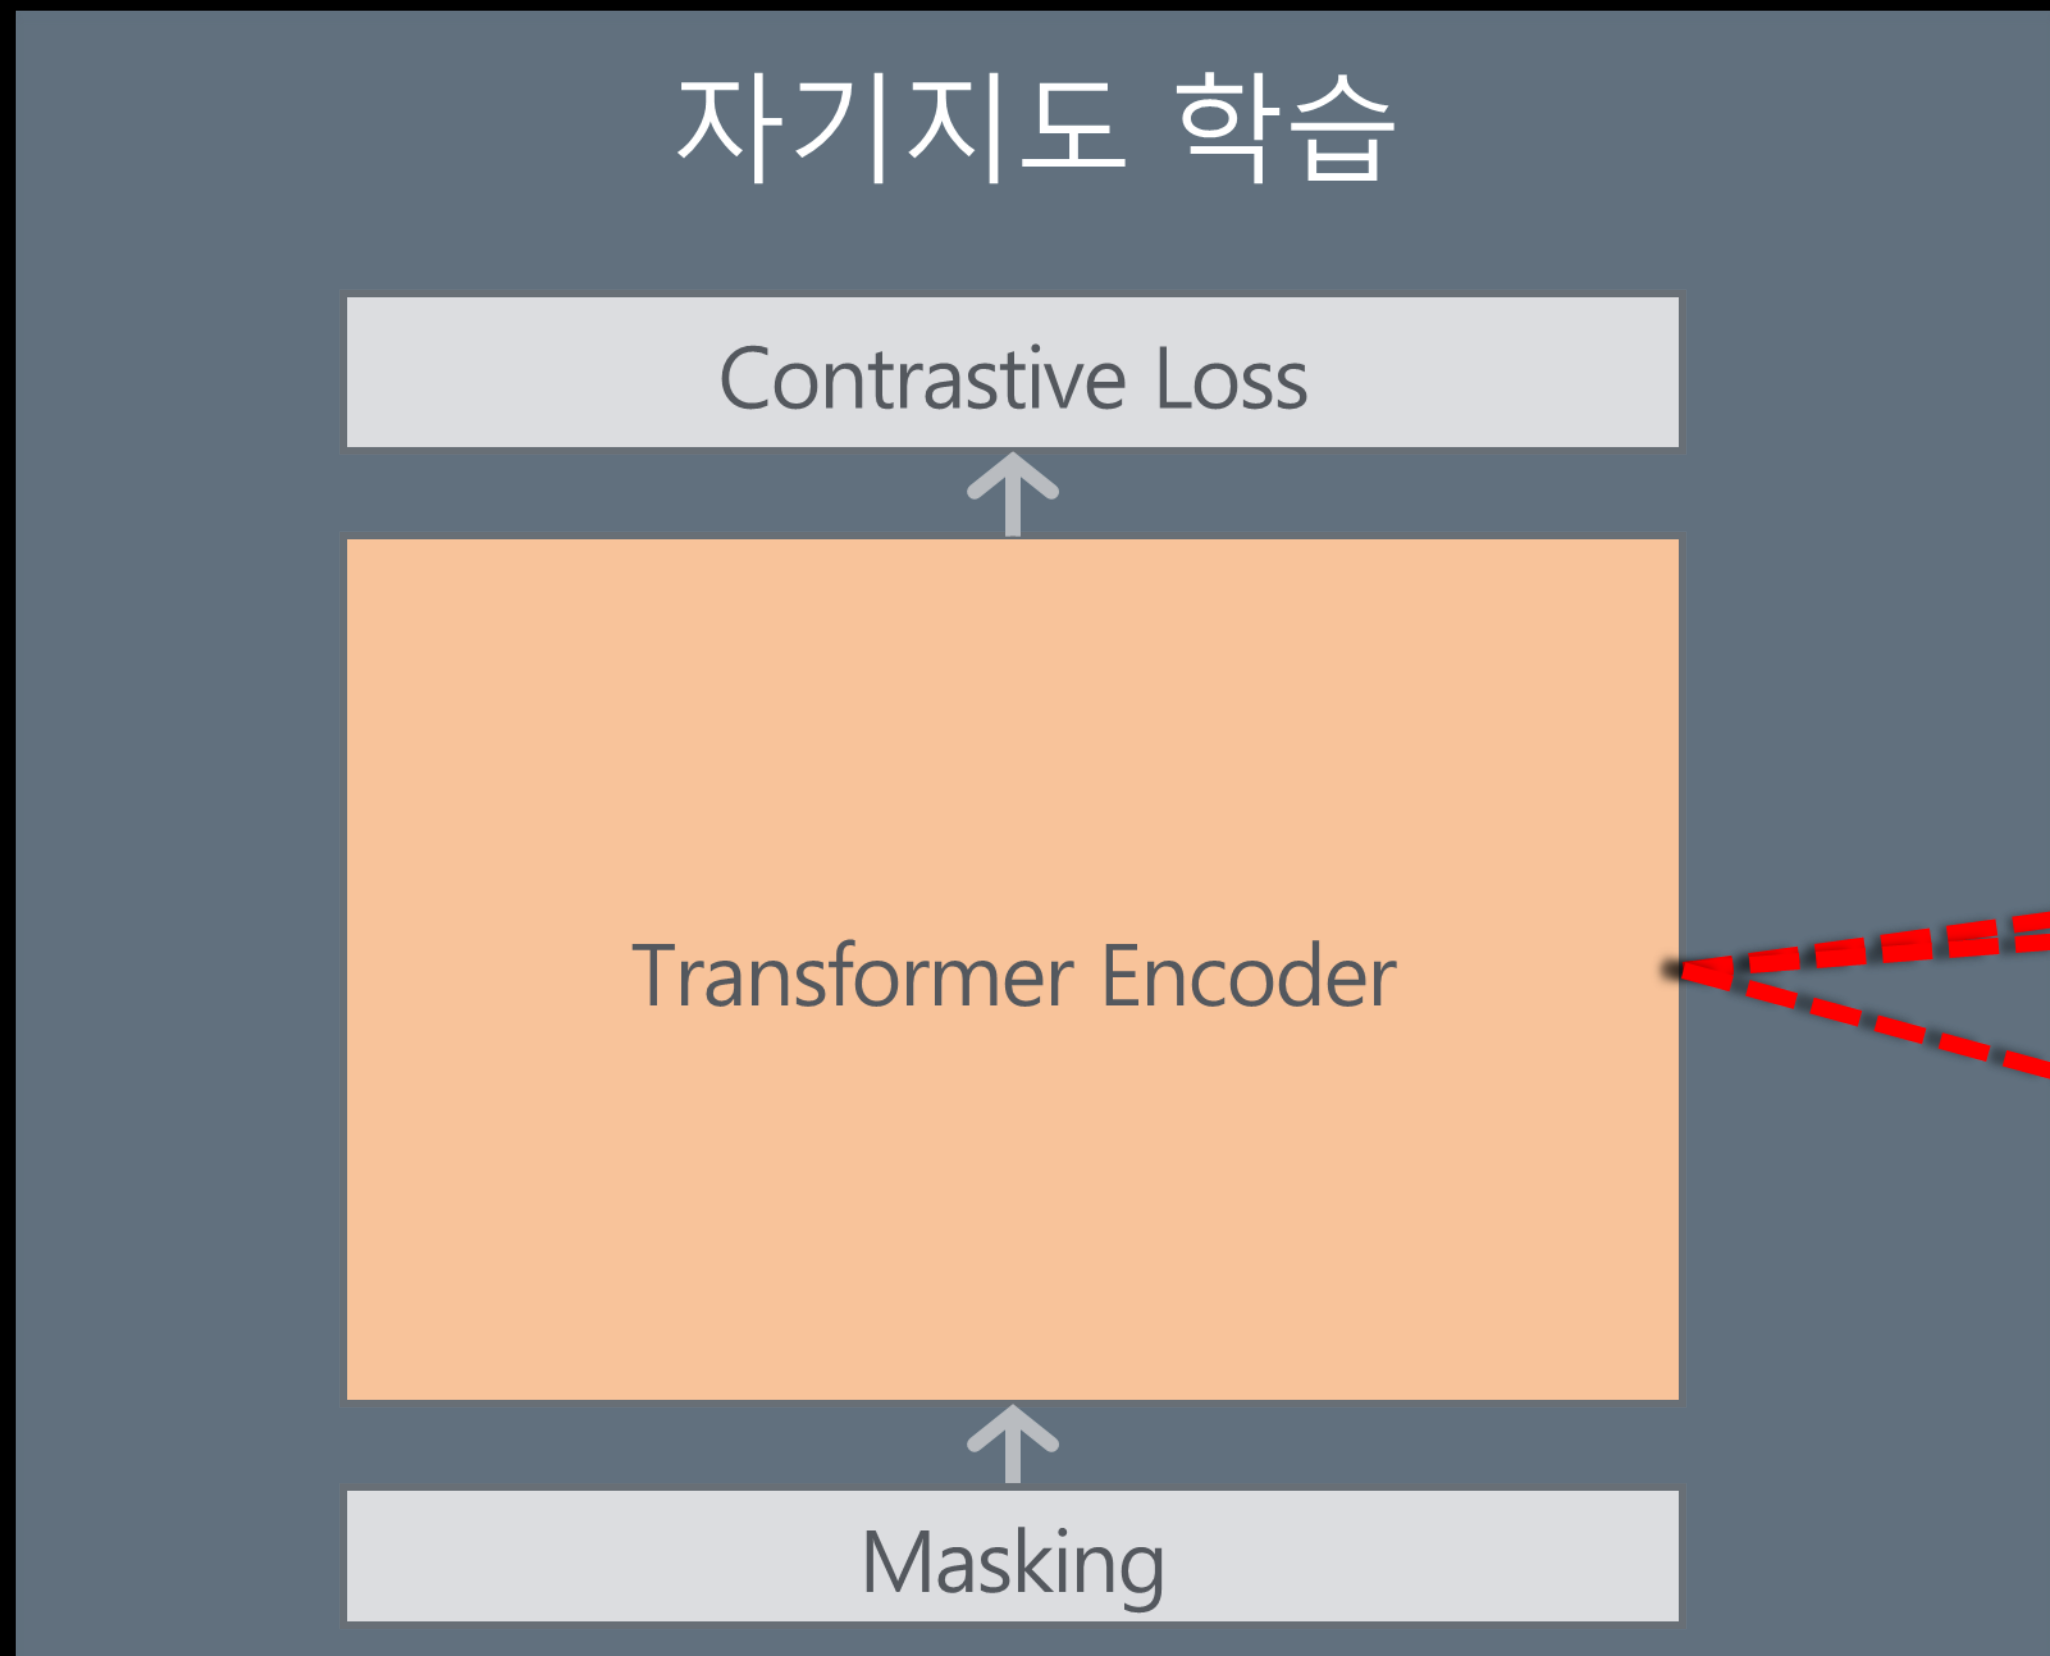 자기지도 학습
Contrastive Loss
Transformer Encoder
Masking